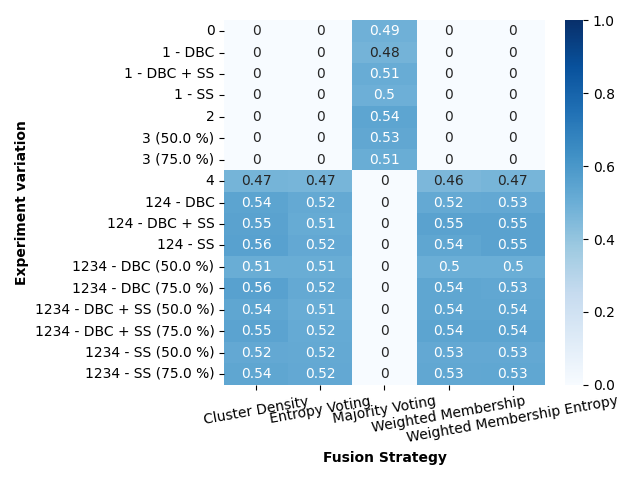 0 0 0 0.49 0 0
1 - DBC 0 0 0.48 0 0
1 - DBC + SS 0 0 0.51 0 0
1 - SS 0 0 0.5 0 0
2 0 0 0.54 0 0
3 (50.0 %) 0 0 0.53 0 0
3 (75.0 %) 0 0 0.51 0 0
4 0.47 0.47 0 0.46 0.47
124 - DBC 0.54 0.52 0 0.52 0.53
124 - DBC + SS 0.55 0.51 0 0.55 0.55
124 - SS 0.56 0.52 0 0.54 0.55
1234 - DBC (50.0 %) 0.51 0.51 0 0.5 0.5
1234 - DBC (75.0 %) 0.56 0.52 0 0.54 0.53
1234 - DBC + SS (50.0 %) 0.54 0.51 0 0.54 0.54
1234 - DBC + SS (75.0 %) 0.55 0.52 0 0.54 0.54
1234 - SS (50.0 %) 0.52 0.52 0 0.53 0.53
1234 - SS (75.0 %) 0.54 0.52 0 0.53 0.53
Experiment variation
Cluster Density
Entropy Voting
Majority Voting
Weighted Membership
Weighted Membership Entropy
Fusion Strategy
1.0
0.8
0.6
0.4
0.2
0.0